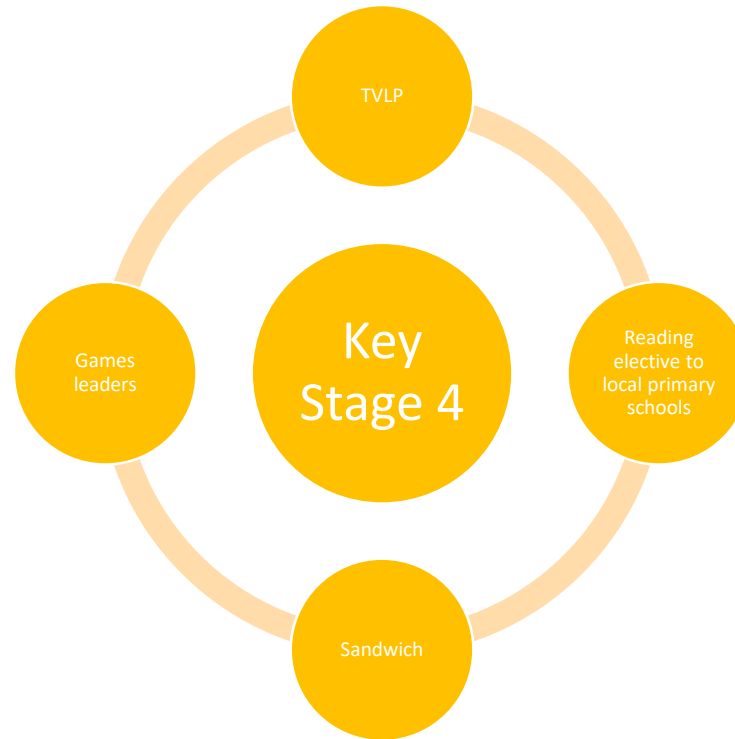 TVLP
Games
leaders
Key
Stage 4
Reading
elective to
local primary
schools
Sandwich